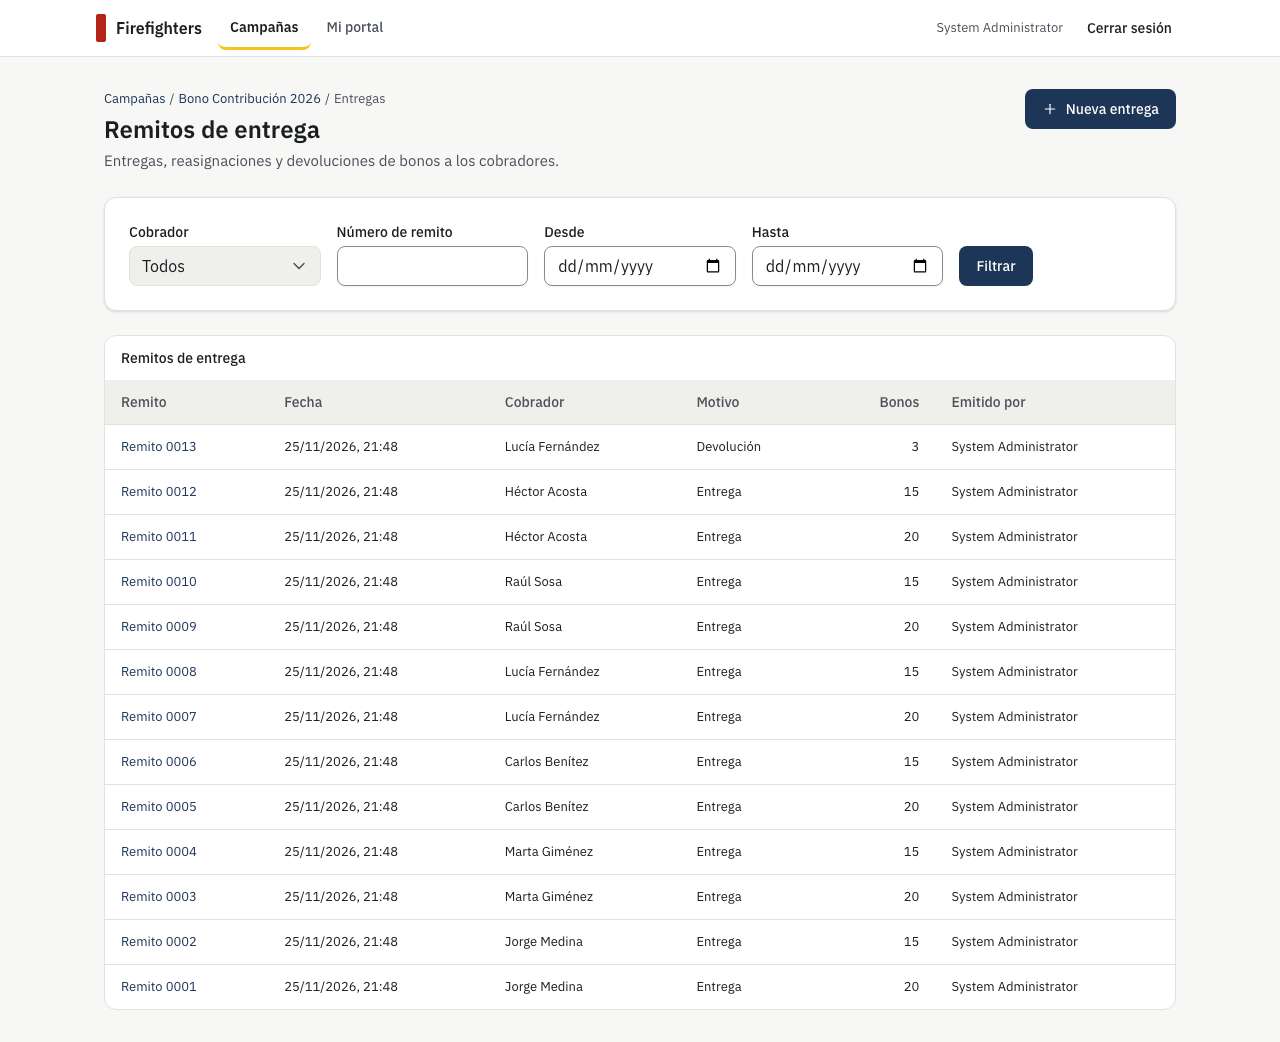 Firefighters Campañas Mi portal System Administrator Cerrar sesión
Campañas / Bono Contribución 2026 / Entregas
Nueva entrega
Remitos de entrega
Entregas, reasignaciones y devoluciones de bonos a los cobradores.
Cobrador Número de remito Desde Hasta
Todos dd/mm/yyyy dd/mm/yyyy Filtrar
Remitos de entrega
Remito Fecha Cobrador Motivo Bonos Emitido por
Remito 0013 25/11/2026, 21:48 Lucía Fernández Devolución 3 System Administrator
Remito 0012 25/11/2026, 21:48 Héctor Acosta Entrega 15 System Administrator
Remito 0011 25/11/2026, 21:48 Héctor Acosta Entrega 20 System Administrator
Remito 0010 25/11/2026, 21:48 Raúl Sosa Entrega 15 System Administrator
Remito 0009 25/11/2026, 21:48 Raúl Sosa Entrega 20 System Administrator
Remito 0008 25/11/2026, 21:48 Lucía Fernández Entrega 15 System Administrator
Remito 0007 25/11/2026, 21:48 Lucía Fernández Entrega 20 System Administrator
Remito 0006 25/11/2026, 21:48 Carlos Benítez Entrega 15 System Administrator
Remito 0005 25/11/2026, 21:48 Carlos Benítez Entrega 20 System Administrator
Remito 0004 25/11/2026, 21:48 Marta Giménez Entrega 15 System Administrator
Remito 0003 25/11/2026, 21:48 Marta Giménez Entrega 20 System Administrator
Remito 0002 25/11/2026, 21:48 Jorge Medina Entrega 15 System Administrator
Remito 0001 25/11/2026, 21:48 Jorge Medina Entrega 20 System Administrator